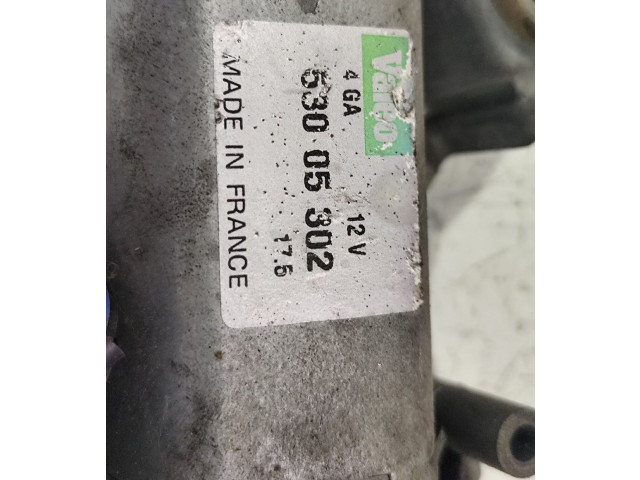 Valeo
4 GA 12 V
530 05 302
17.5
MADE IN FRANCE